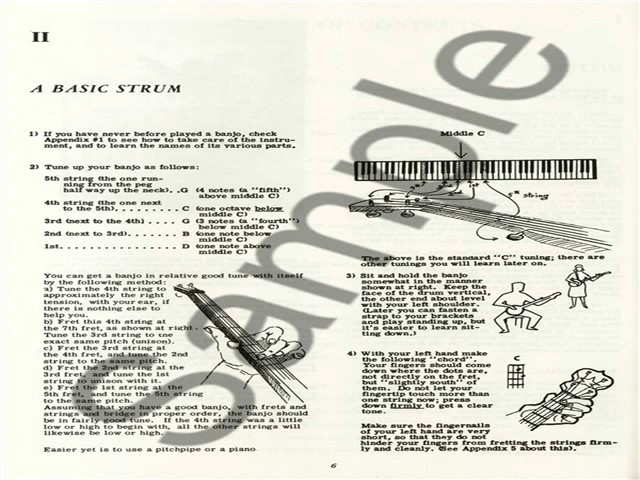 II
A BASIC STRUM
1) If you have never before played a banjo, check
Appendix #1 to see how to take care of the instru-
ment, and to learn the names of its various parts.
2) Tune up your banjo as follows:
5th string (the one run-
ning from the peg
half way up the neck). .G (4 notes (a "fifth")
above middle C)
4th string (the one next
to the 5th). . . . . . . . . C (one octave below
middle C)
3rd (next to the 4th) . . . . G (3 notes (a "fourth")
below middle C)
2nd (next to 3rd). . . . . . . B (one note below
middle C)
1st. . . . . . . . . . . . . . . . D (one note above
middle C)
You can get a banjo in relative good tune with itself
by the following method:
a) Tune the 4th string to
approximately the right
tension, with your ear, if
there is nothing else to
help you.
b) Fret this 4th string at
the 7th fret, as shown at right.
Tune the 3rd string to the
exact same pitch (unison).
c) Fret the 3rd string at
the 4th fret, and tune the 2nd
string to the same pitch.
d) Fret the 2nd string at the
3rd fret, and tune the 1st
string to unison with it.
e) Fret the 1st string at the
5th fret, and tune the 5th string
to the same pitch.
Assuming that you have a good banjo, with frets and
strings and bridge in proper order, the banjo should
be in fairly good tune. If the 4th string was a little
low or high to begin with, all the other strings will
likewise be low or high.
Easier yet is to use a pitchpipe or a piano.
Middle C
1st
5th string
The above is the standard "C" tuning; there are
other tunings you will learn later on.
3) Sit and hold the banjo
somewhat in the manner
shown at right. Keep the
face of the drum vertical,
the other end about level
with your left shoulder.
(Later you can fasten a
strap to your brackets
and play standing up, but
it's easier to learn sit-
ting down.)
4) With your left hand make
the following "chord".
Your fingers should come
down where the dots are,
not directly on the fret,
but "slightly south" of
them. Do not let your
fingertip touch more than
one string now; press
down firmly to get a clear
tone.
C
Make sure the fingernails
of your left hand are very
short, so that they do not
hinder your fingers from fretting the strings firm-
ly and cleanly. (See Appendix 5 about this).
6
Sample